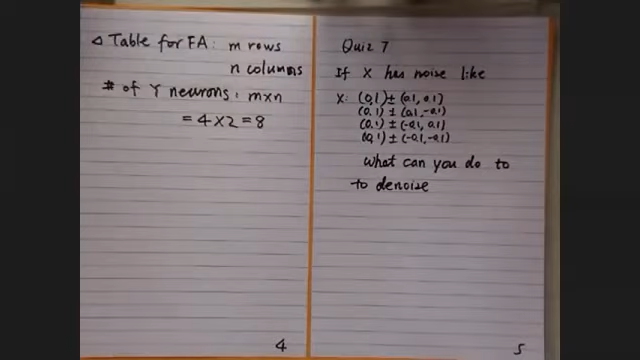 △ Table for FA: m rows
n columns
# of Y neurons: m×n
= 4×2=8
4
Quiz 7
If X has noise like
X: (0,1) ± (0.1, 0.1)
(0,1) ± (0.1, -0.1)
(0,1) ± (-0.1, 0.1)
(0,1) ± (-0.1, -0.1)
what can you do to
to denoise
5